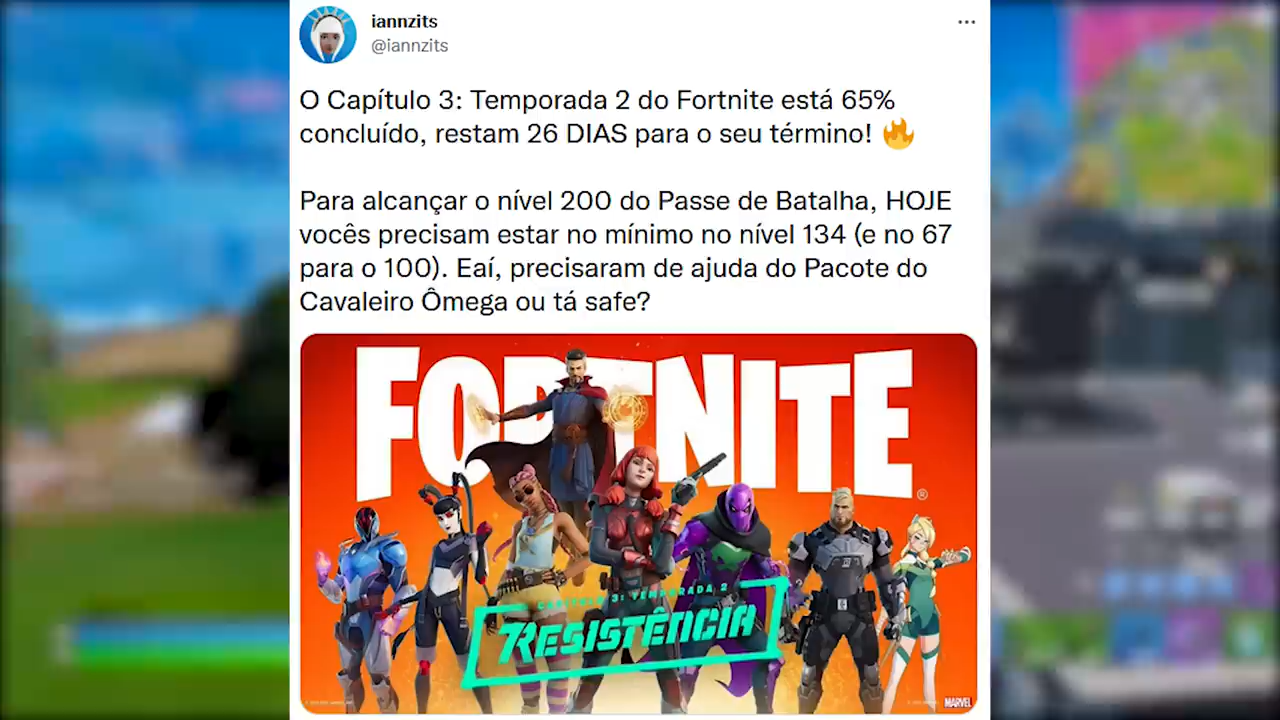 iannzits
@iannzits
O Capítulo 3: Temporada 2 do Fortnite está 65%
concluído, restam 26 DIAS para o seu término! 🔥
Para alcançar o nível 200 do Passe de Batalha, HOJE
vocês precisam estar no mínimo no nível 134 (e no 67
para o 100). Eaí, precisaram de ajuda do Pacote do
Cavaleiro Ômega ou tá safe?
FORTNITE
®
CAPÍTULO 3: TEMPORADA 2
RESISTÊNCIA
MARVEL